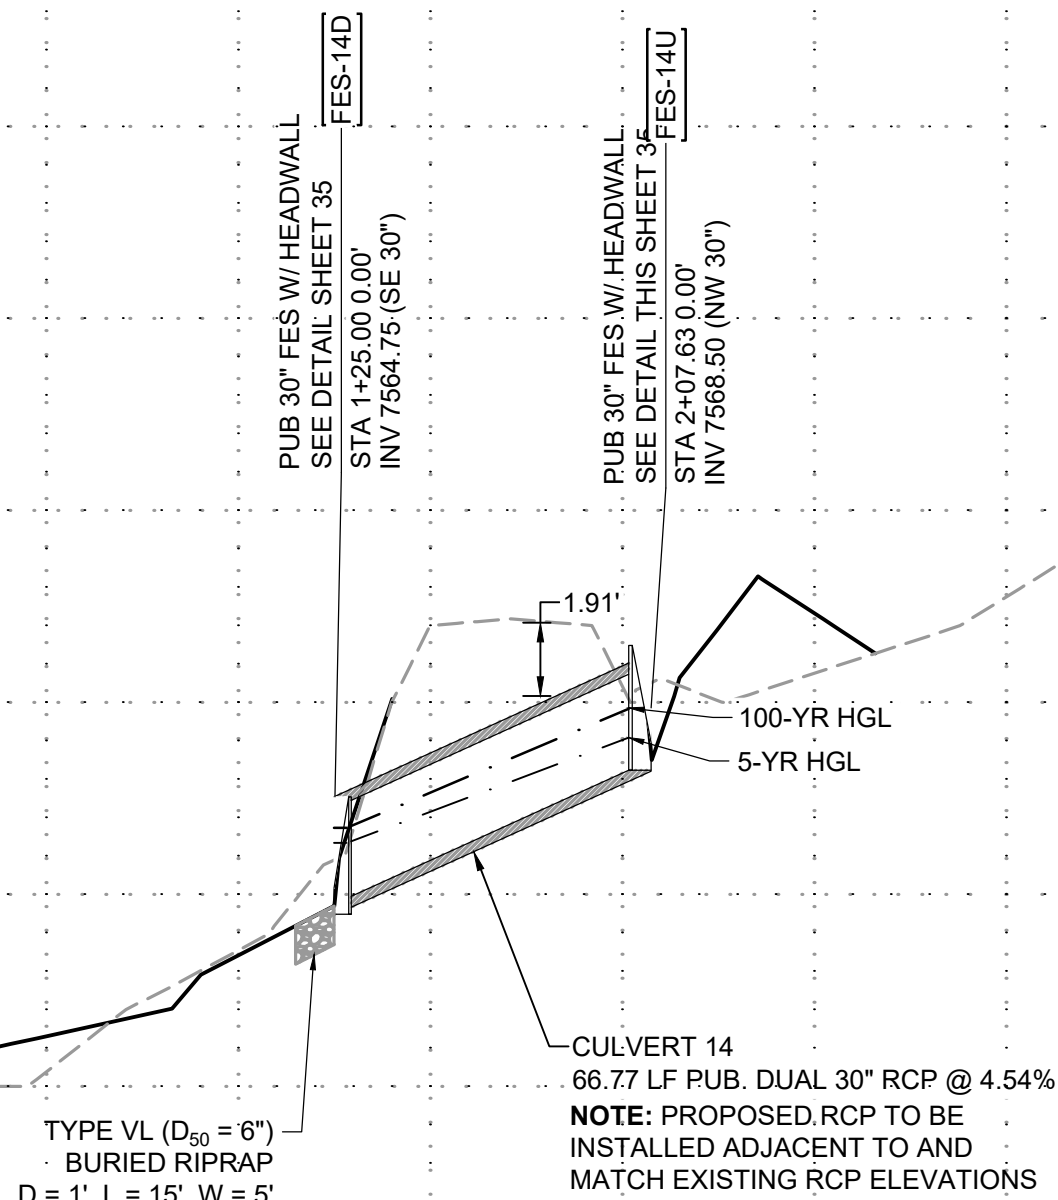 FES-14D
PUB 30" FES W/ HEADWALL
SEE DETAIL SHEET 35
STA 1+25.00 0.00'
INV 7564.75 (SE 30")
FES-14U
PUB 30" FES W/ HEADWALL
SEE DETAIL THIS SHEET 35
STA 2+07.63 0.00'
INV 7568.50 (NW 30")
1.91'
100-YR HGL
5-YR HGL
CULVERT 14
66.77 LF PUB. DUAL 30" RCP @ 4.54%
NOTE: PROPOSED RCP TO BE
INSTALLED ADJACENT TO AND
MATCH EXISTING RCP ELEVATIONS
TYPE VL (D50 = 6")
BURIED RIPRAP
D = 1', L = 15', W = 5'